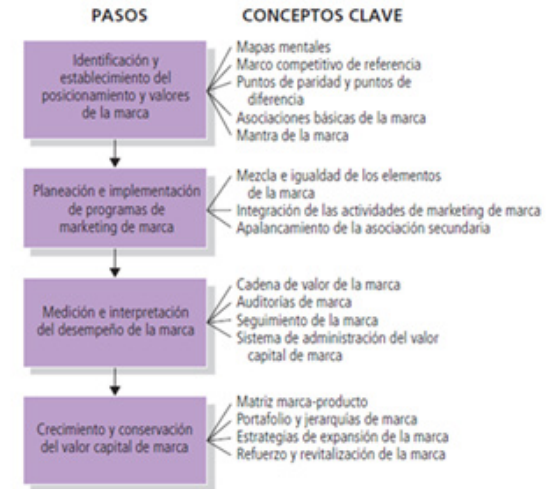 PASOS
CONCEPTOS CLAVE
Identificación y
establecimiento del
posicionamiento y valores
de la marca
Mapas mentales
Marco competitivo de referencia
Puntos de paridad y puntos de
diferencia
Asociaciones básicas de la marca
Mantra de la marca
Planeación e implementación
de programas de
marketing de marca
Mezcla e igualdad de los elementos
de la marca
Integración de las actividades de marketing de marca
Apalancamiento de la asociación secundaria
Medición e interpretación
del desempeño de la marca
Cadena de valor de la marca
Auditorías de marca
Seguimiento de la marca
Sistema de administración del valor
capital de marca
Crecimiento y conservación
del valor capital de marca
Matriz marca-producto
Portafolio y jerarquías de marca
Estrategias de expansión de la marca
Refuerzo y revitalización de la marca